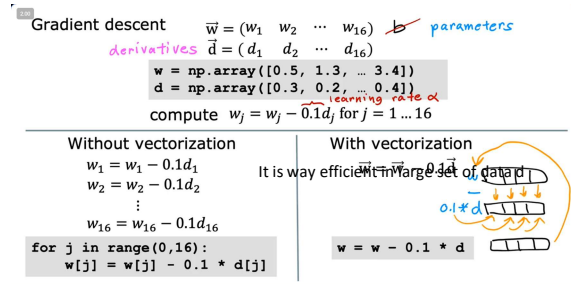 2:00
Gradient descent w⃗ = (w₁ w₂ ⋯ w₁₆) b parameters
derivatives d⃗ = (d₁ d₂ ⋯ d₁₆)
w = np.array([0.5, 1.3, … 3.4])
d = np.array([0.3, 0.2, … 0.4])
learning rate α
compute wⱼ = wⱼ − 0.1dⱼ for j = 1 … 16
Without vectorization
w₁ = w₁ − 0.1d₁
w₂ = w₂ − 0.1d₂
⋮
w₁₆ = w₁₆ − 0.1d₁₆
for j in range(0,16):
w[j] = w[j] - 0.1 * d[j]
With vectorization
w⃗ = w⃗ − 0.1d⃗
It is way efficient in large set of data d
w
0.1* d
w = w - 0.1 * d